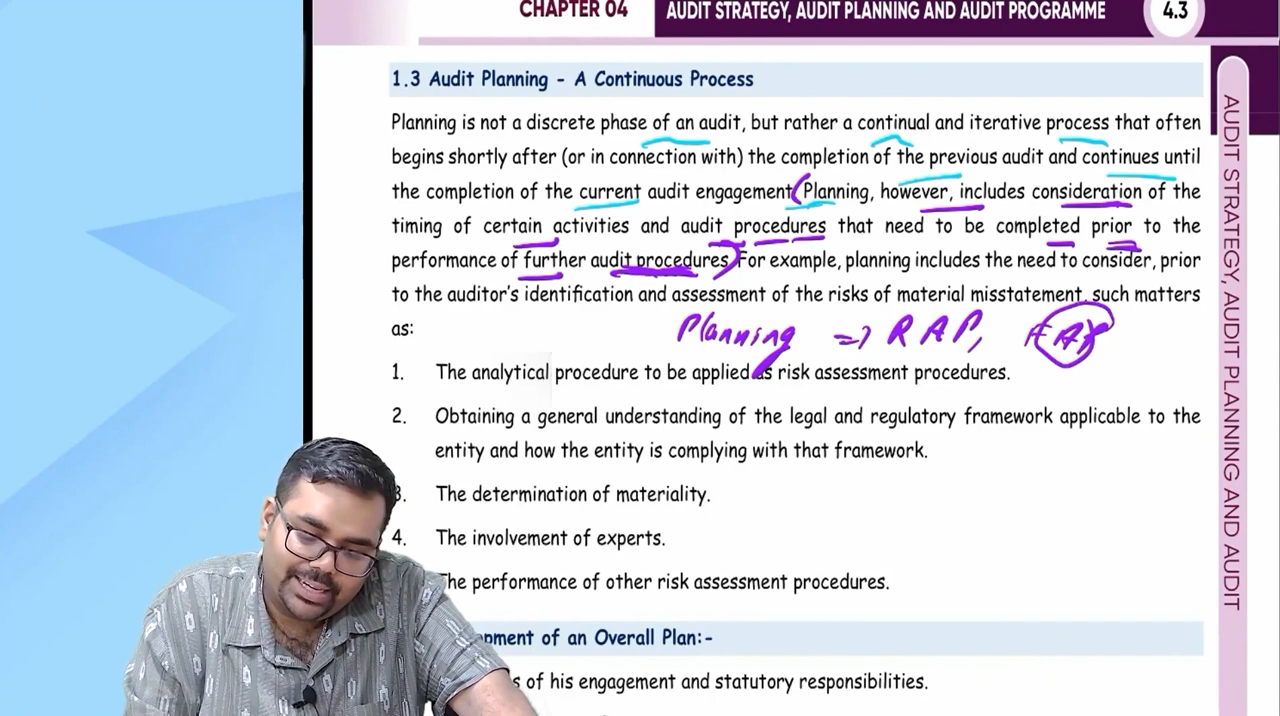 CHAPTER 04 AUDIT STRATEGY, AUDIT PLANNING AND AUDIT PROGRAMME 4.3
1.3 Audit Planning - A Continuous Process
Planning is not a discrete phase of an audit, but rather a continual and iterative process that often
begins shortly after (or in connection with) the completion of the previous audit and continues until
the completion of the current audit engagement. Planning, however, includes consideration of the
timing of certain activities and audit procedures that need to be completed prior to the
performance of further audit procedures. For example, planning includes the need to consider, prior
to the auditor's identification and assessment of the risks of material misstatement, such matters
as:
Planning => RAP, FAP
1. The analytical procedure to be applied as risk assessment procedures.
2. Obtaining a general understanding of the legal and regulatory framework applicable to the
entity and how the entity is complying with that framework.
3. The determination of materiality.
4. The involvement of experts.
The performance of other risk assessment procedures.
of an Overall Plan:-
of his engagement and statutory responsibilities.
AUDIT STRATEGY, AUDIT PLANNING AND AUDIT